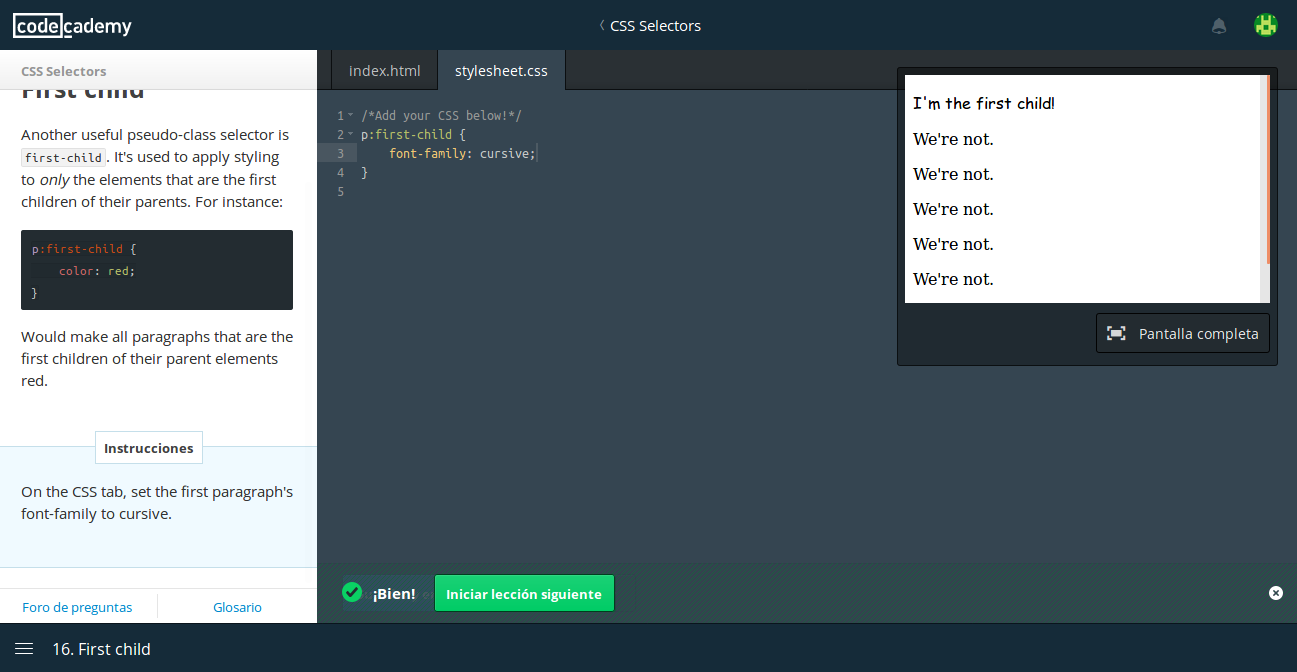 codecademy
CSS Selectors
CSS Selectors
First child
Another useful pseudo-class selector is
first-child. It's used to apply styling
to only the elements that are the first
children of their parents. For instance:
p:first-child {
color: red;
}
Would make all paragraphs that are the
first children of their parent elements
red.
Instrucciones
On the CSS tab, set the first paragraph's
font-family to cursive.
Foro de preguntas
Glosario
index.html
stylesheet.css
1 /*Add your CSS below!*/
2 p:first-child {
3 font-family: cursive;
4 }
5
I'm the first child!
We're not.
We're not.
We're not.
We're not.
We're not.
Pantalla completa
¡Bien!
Iniciar lección siguiente
16. First child